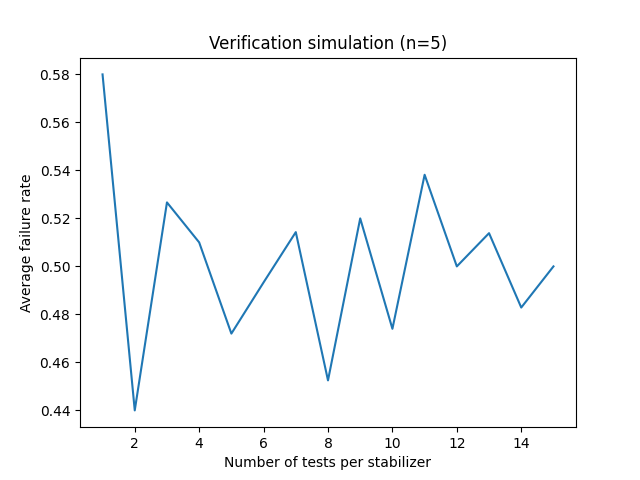 Verification simulation (n=5)
0.58
0.56
0.54
0.52
0.50
0.48
0.46
0.44
Average failure rate
2 4 6 8 10 12 14
Number of tests per stabilizer